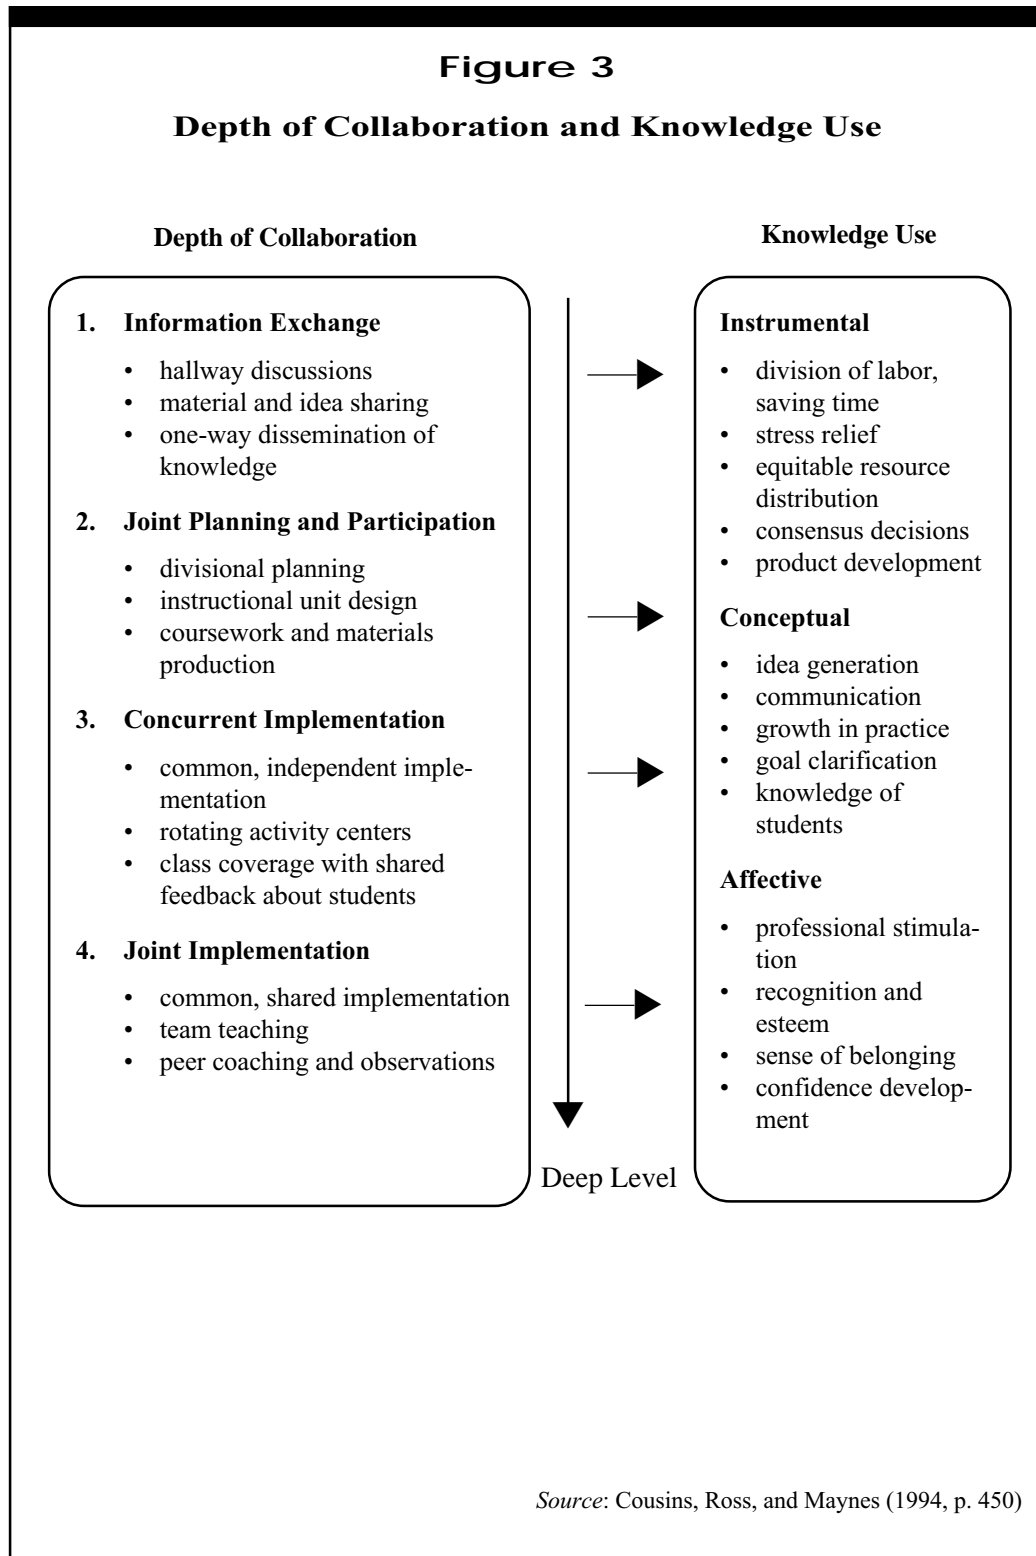 Figure 3
Depth of Collaboration and Knowledge Use
Depth of Collaboration
1. Information Exchange
• hallway discussions
• material and idea sharing
• one-way dissemination of
knowledge
2. Joint Planning and Participation
• divisional planning
• instructional unit design
• coursework and materials
production
3. Concurrent Implementation
• common, independent imple-
mentation
• rotating activity centers
• class coverage with shared
feedback about students
4. Joint Implementation
• common, shared implementation
• team teaching
• peer coaching and observations
Deep Level
Knowledge Use
Instrumental
• division of labor,
saving time
• stress relief
• equitable resource
distribution
• consensus decisions
• product development
Conceptual
• idea generation
• communication
• growth in practice
• goal clarification
• knowledge of
students
Affective
• professional stimula-
tion
• recognition and
esteem
• sense of belonging
• confidence develop-
ment
Source: Cousins, Ross, and Maynes (1994, p. 450)